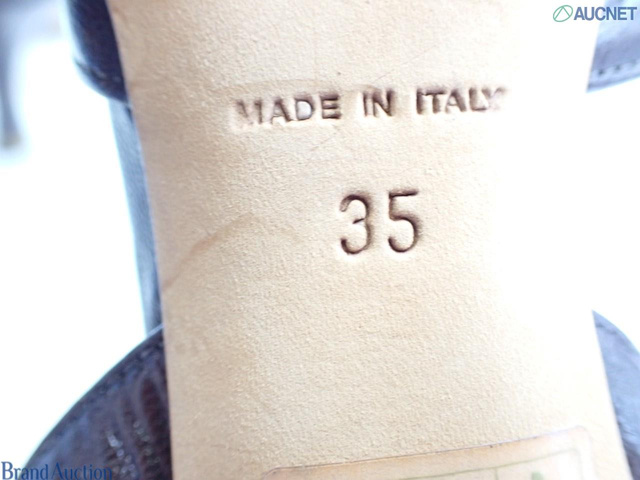 AUCNET
MADE IN ITALY
35
Brand Auction